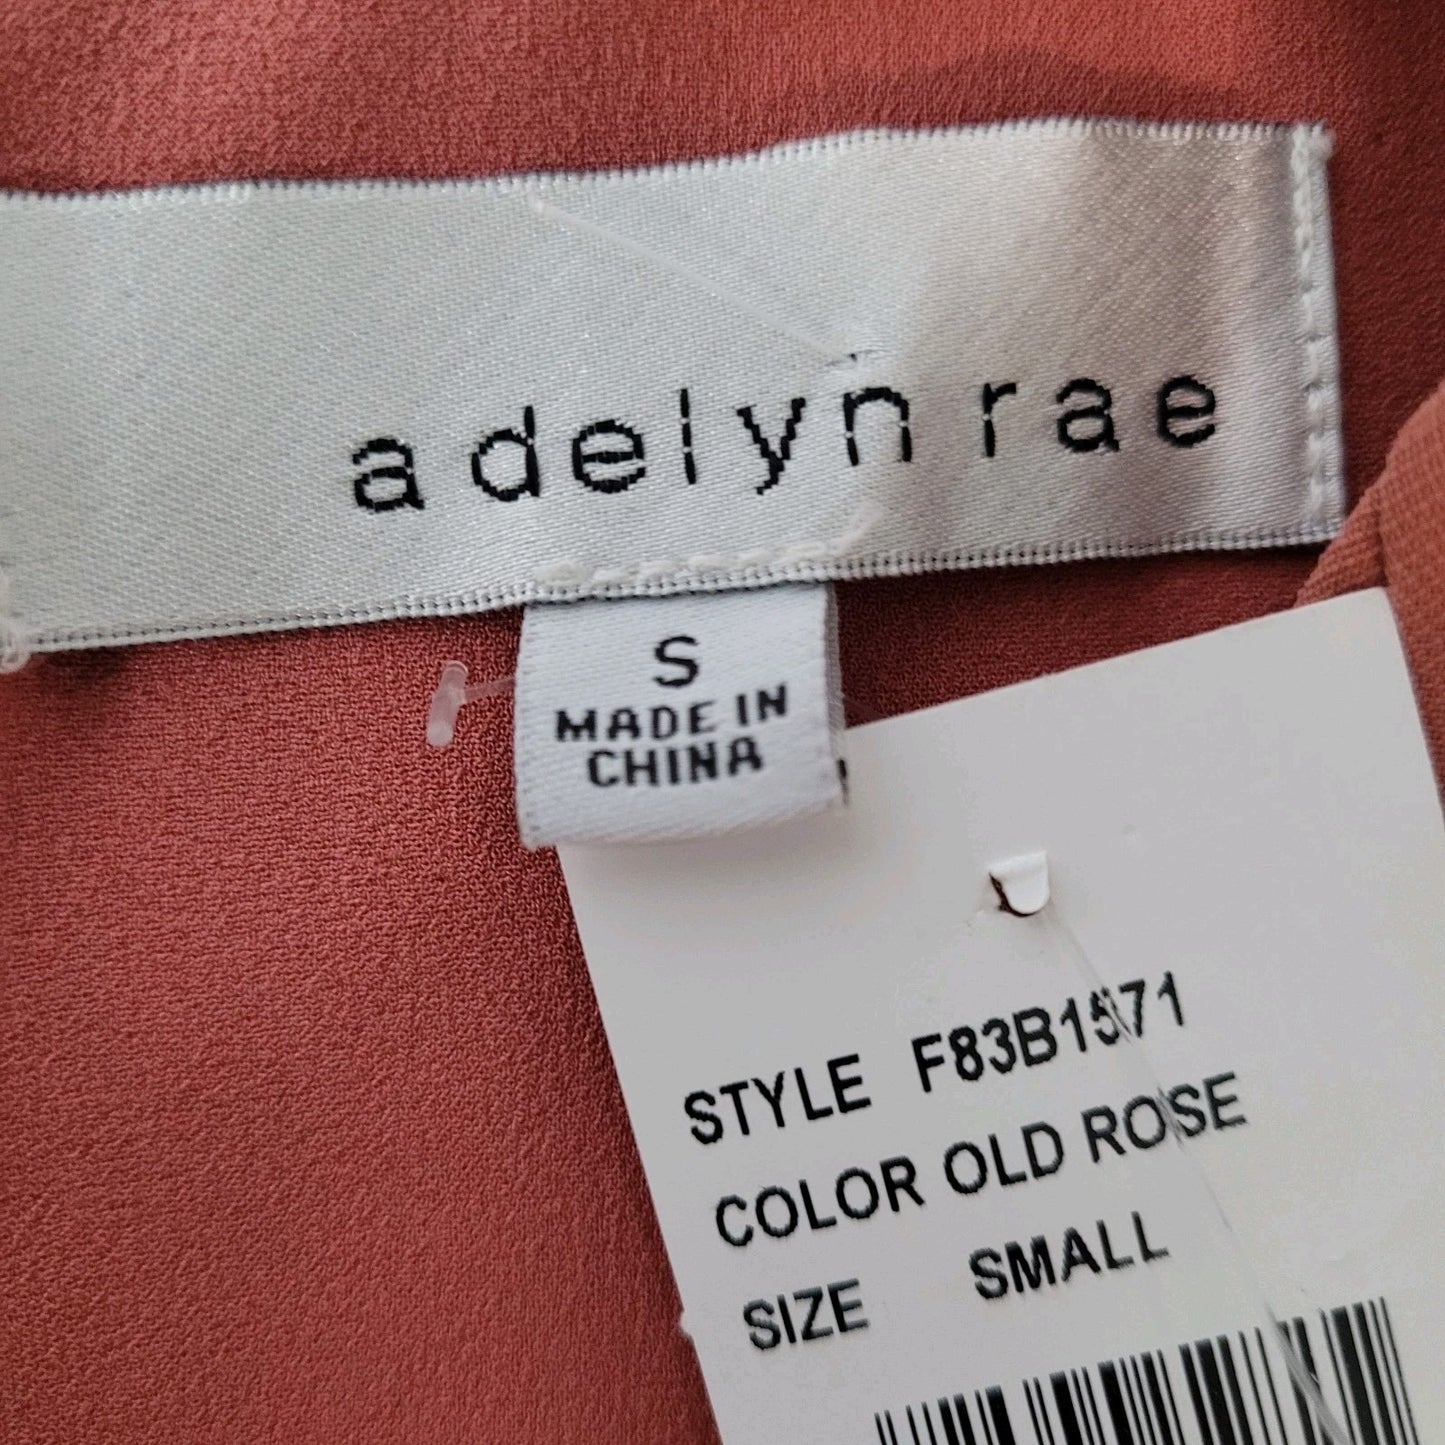 adelyn rae
S
MADE IN
CHINA
STYLE F83B1571
COLOR OLD ROSE
SIZE SMALL